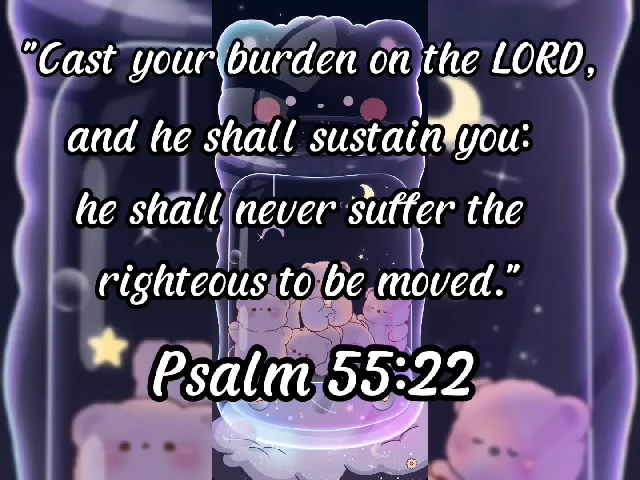 "Cast your burden on the LORD,
and he shall sustain you:
he shall never suffer the
righteous to be moved."
Psalm 55:22